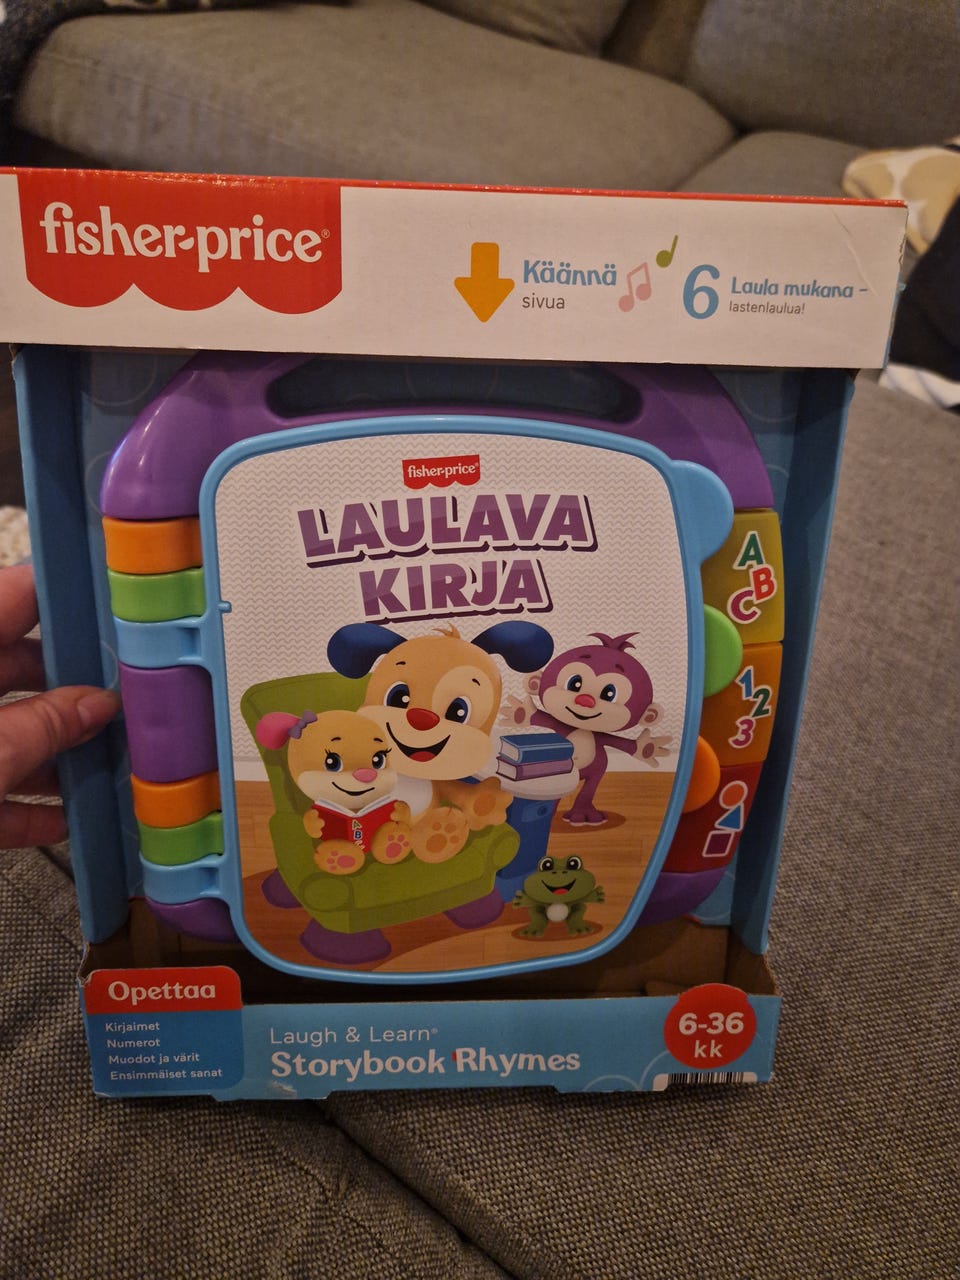 fisher-price®
Käännä
sivua
6
Laula mukana -
lastenlaulua!
fisher-price
LAULAVA
KIRJA
A
B
C
1
2
3
A
B
C
Opettaa
Kirjaimet
Numerot
Muodot ja värit
Ensimmäiset sanat
Laugh & Learn®
Storybook Rhymes
6-36
kk